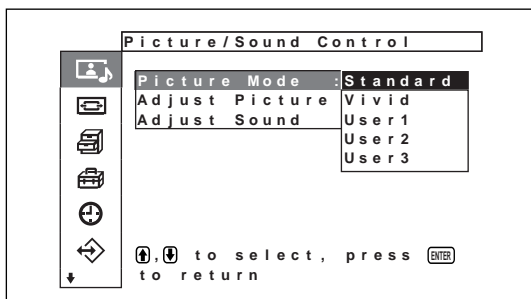 Picture/Sound Control
Picture Mode :Standard
Adjust Picture Vivid
Adjust Sound User1
User2
User3
↑,↓ to select, press ENTER
to return